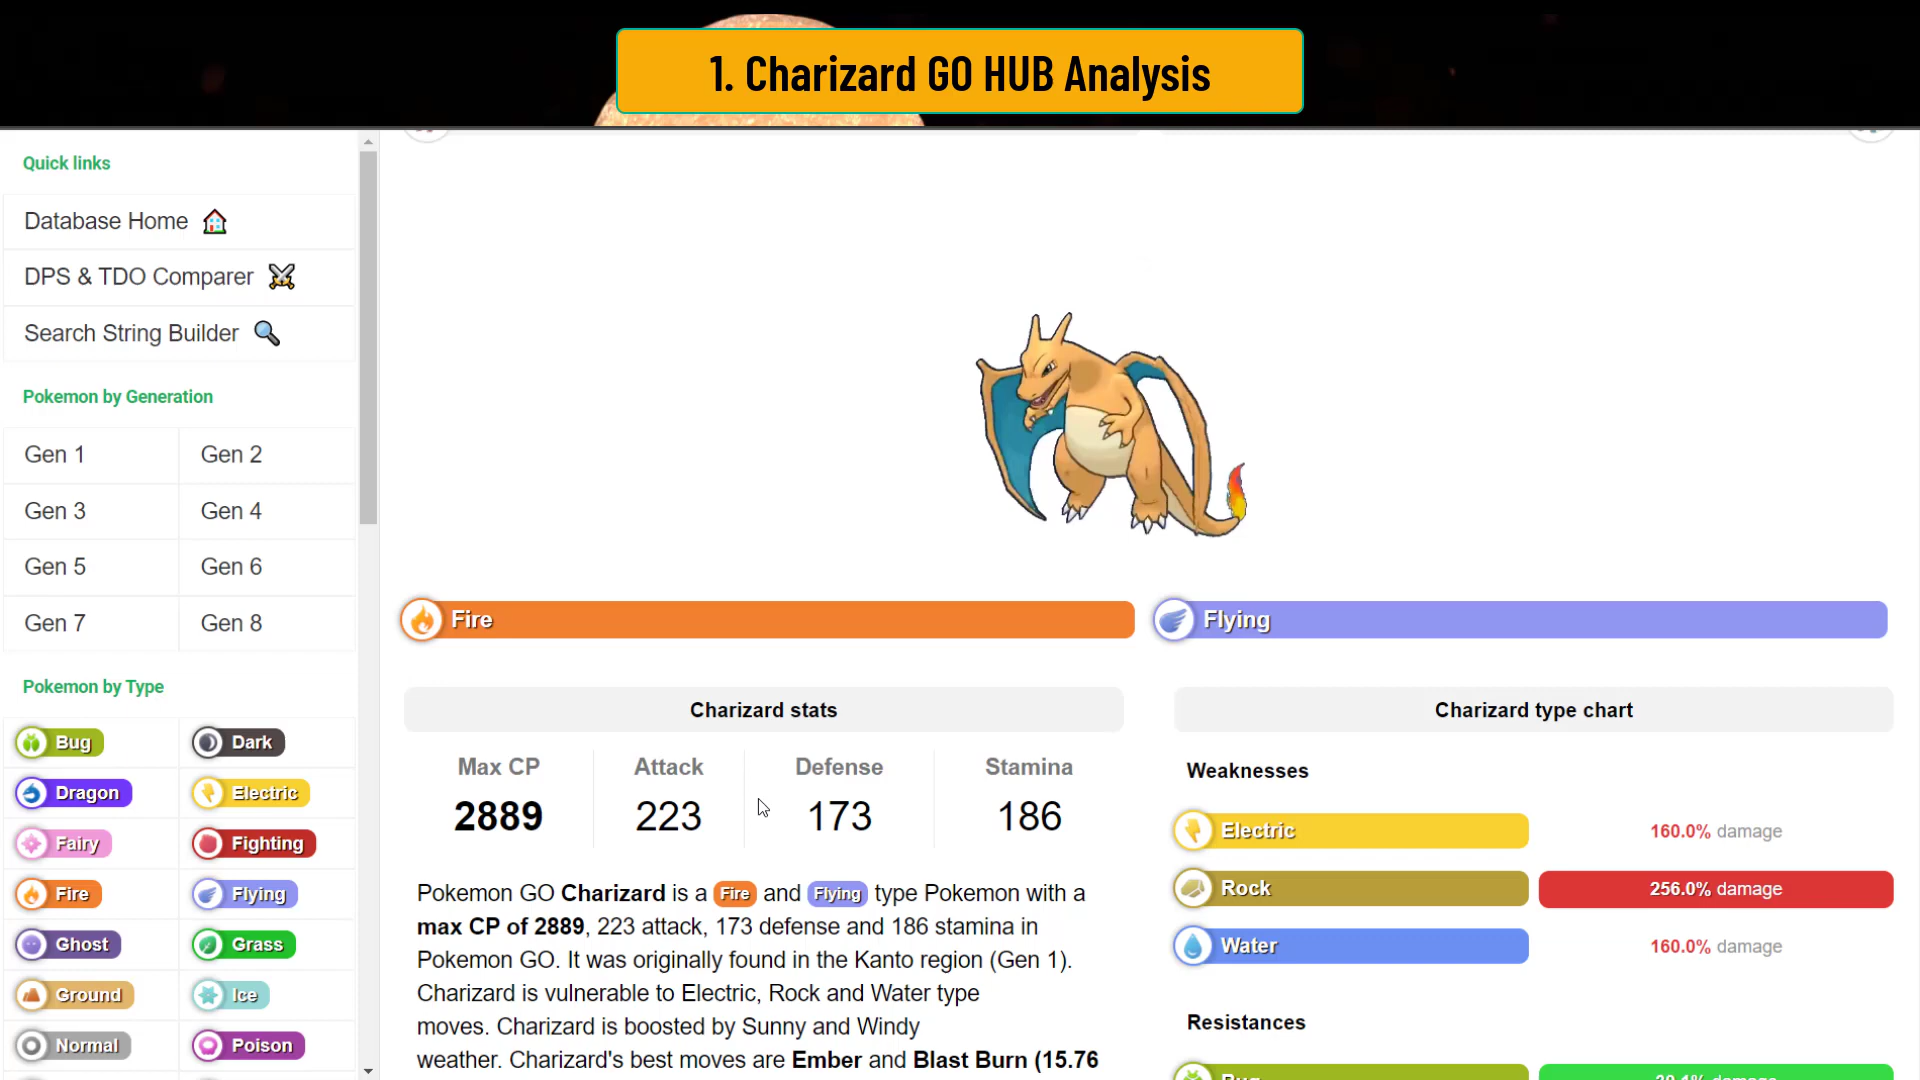 1. Charizard GO HUB Analysis
Quick links
Database Home
DPS & TDO Comparer
Search String Builder
Pokemon by Generation
Gen 1 Gen 2
Gen 3 Gen 4
Gen 5 Gen 6
Gen 7 Gen 8
Pokemon by Type
Bug Dark
Dragon Electric
Fairy Fighting
Fire Flying
Ghost Grass
Ground Ice
Normal Poison
Fire Flying
Charizard stats
Max CP Attack Defense Stamina
2889 223 173 186
Pokemon GO Charizard is a Fire and Flying type Pokemon with a
max CP of 2889, 223 attack, 173 defense and 186 stamina in
Pokemon GO. It was originally found in the Kanto region (Gen 1).
Charizard is vulnerable to Electric, Rock and Water type
moves. Charizard is boosted by Sunny and Windy
weather. Charizard's best moves are Ember and Blast Burn (15.76
Charizard type chart
Weaknesses
Electric 160.0% damage
Rock 256.0% damage
Water 160.0% damage
Resistances